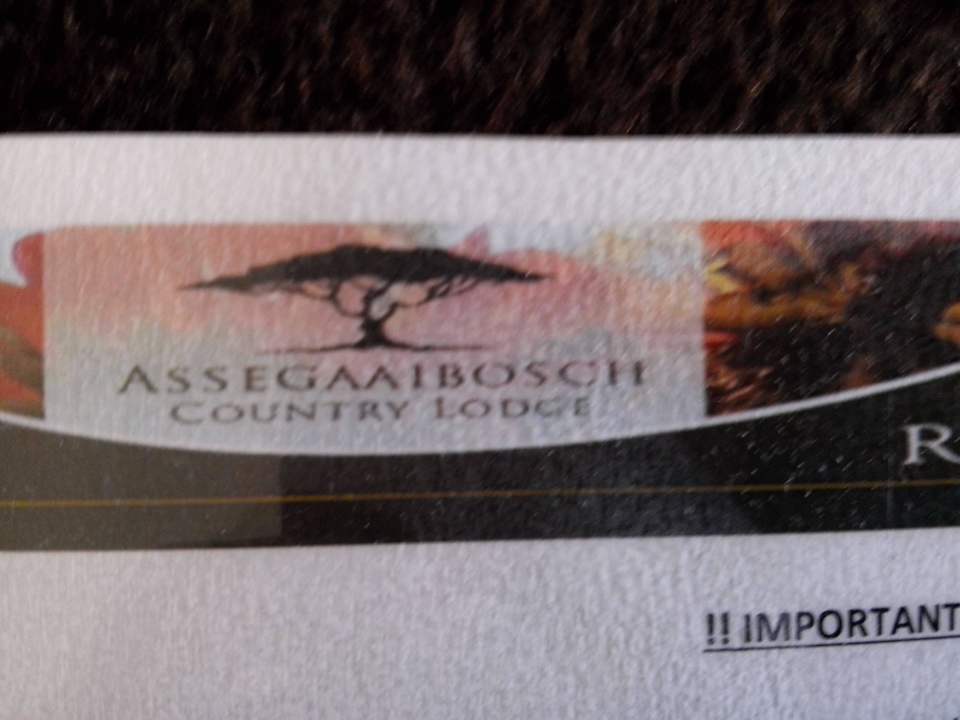 ASSEGAAIBOSCH
COUNTRY LODGE
R
!! IMPORTANT